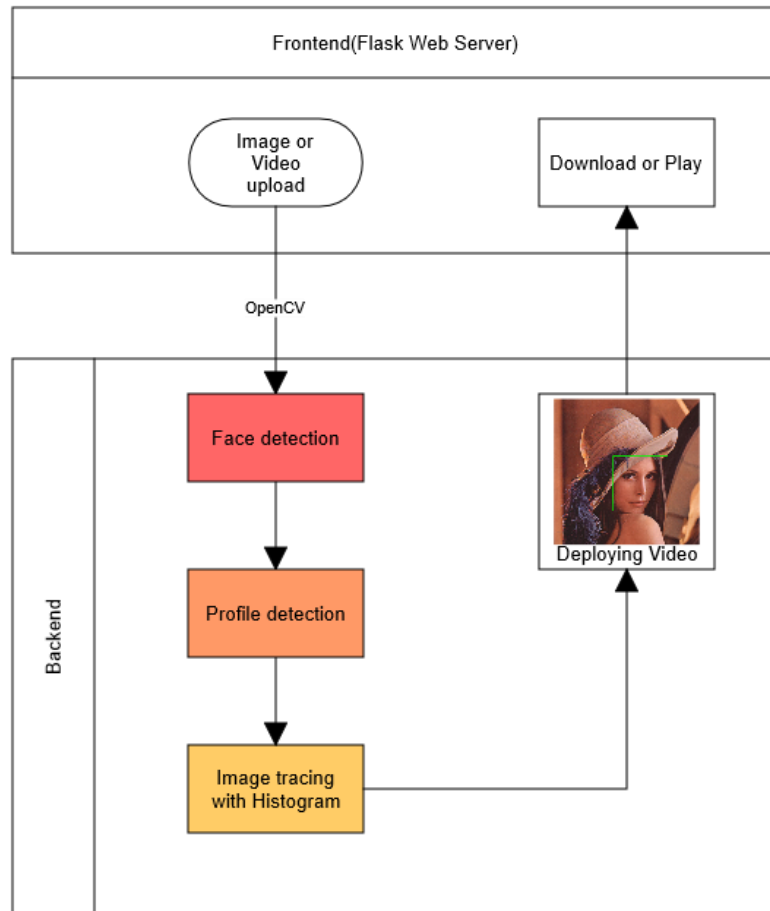 Frontend(Flask Web Server)
Image or
Video
upload
Download or Play
OpenCV
Backend
Face detection
Profile detection
Image tracing
with Histogram
Deploying Video